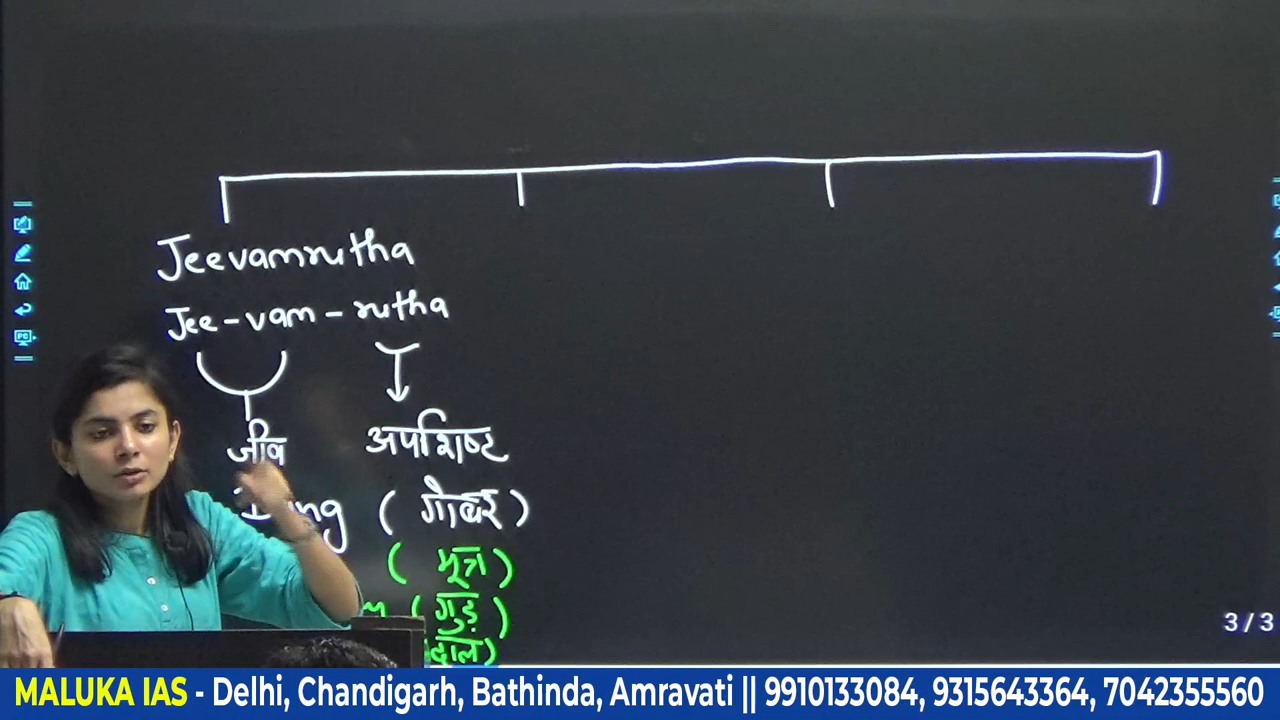 Jeevamrutha
Jee-vam-rutha
जीव अपशिष्ट
(गोबर)
(मूत्र)
(गुड़)
दाल)
3/3
MALUKA IAS - Delhi, Chandigarh, Bathinda, Amravati || 9910133084, 9315643364, 7042355560